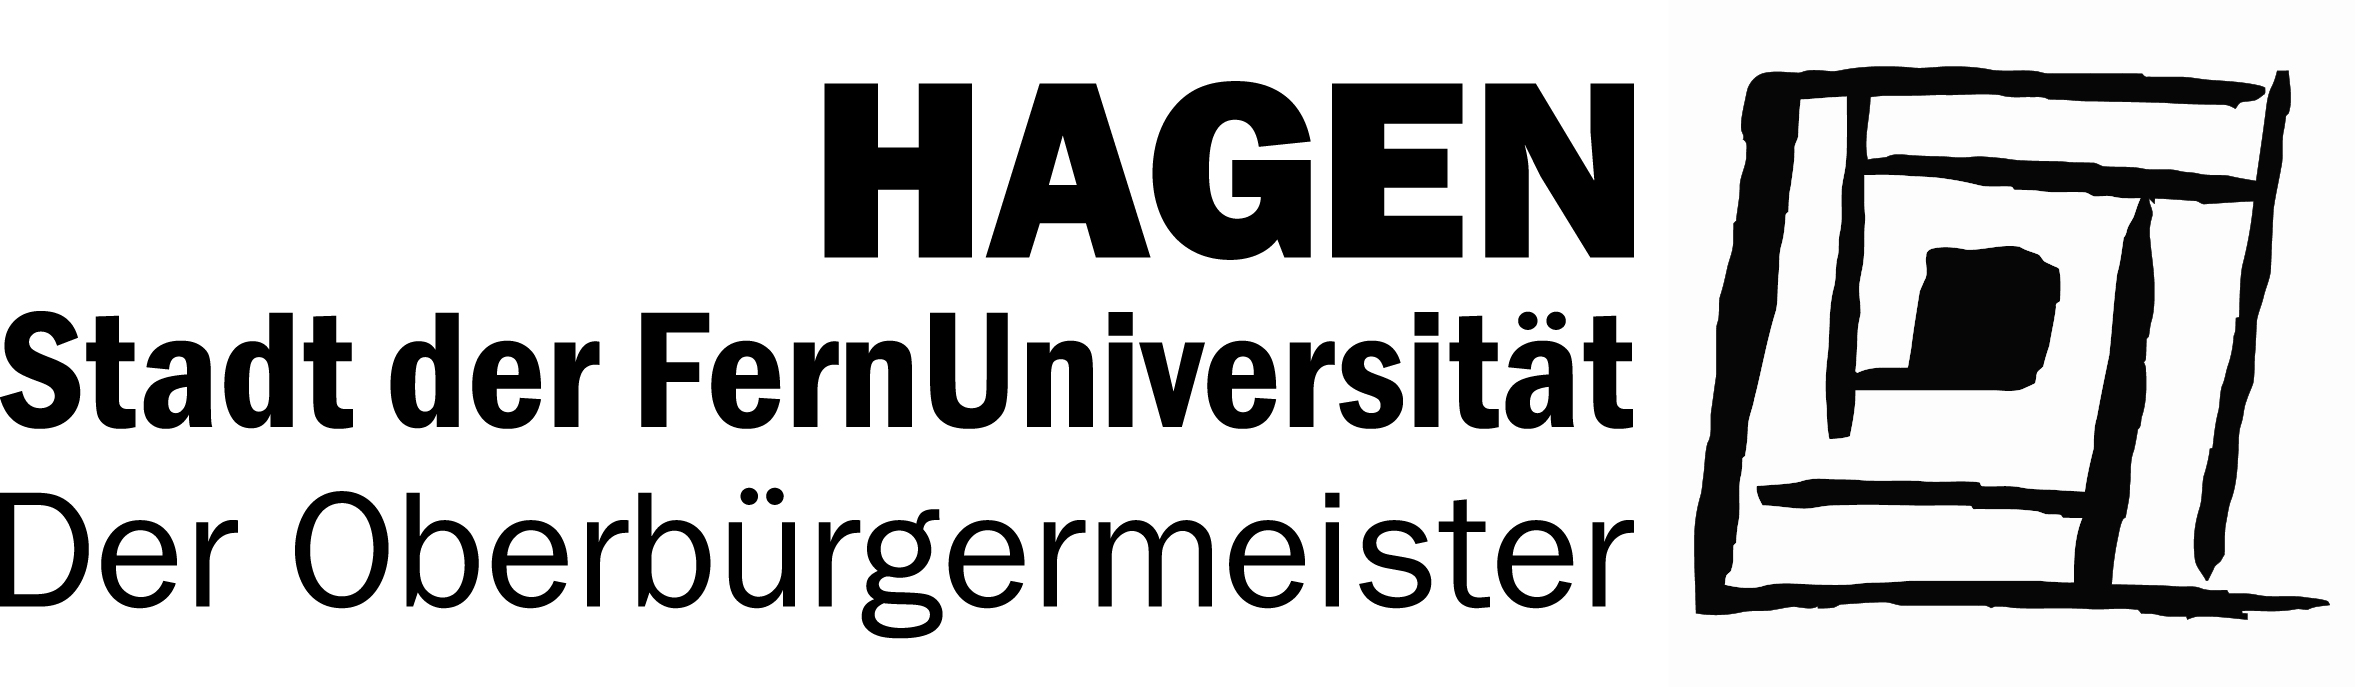 HAGEN
Stadt der FernUniversität
Der Oberbürgermeister